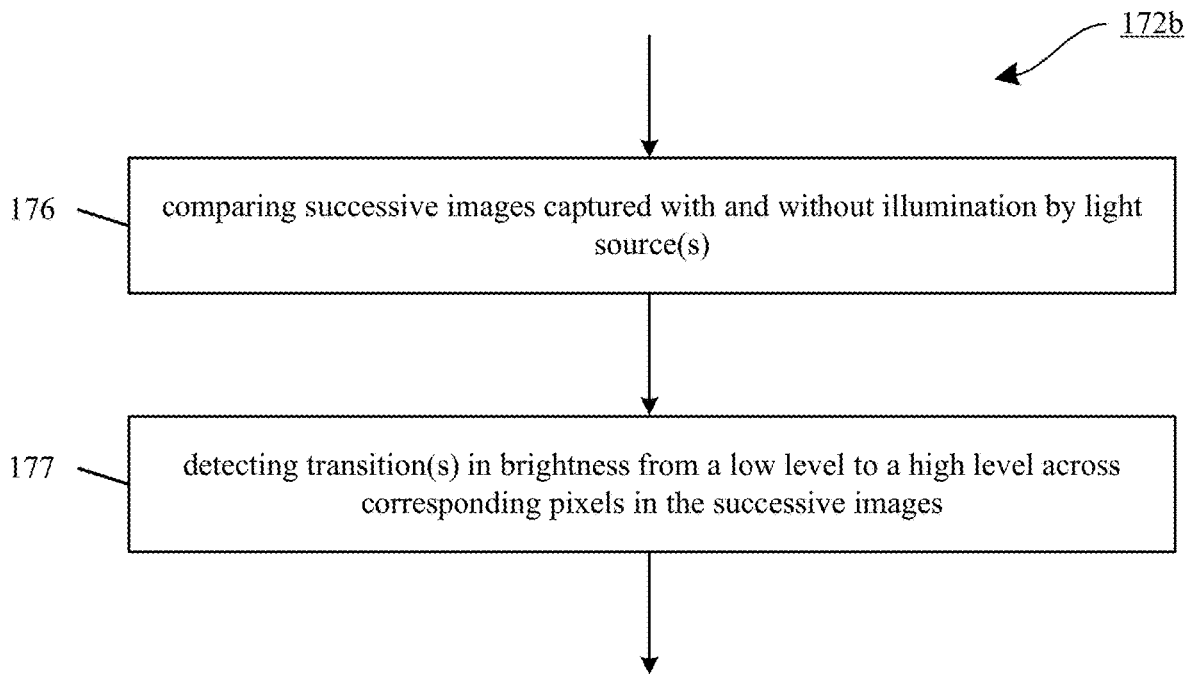 172b
176
comparing successive images captured with and without illumination by light
source(s)
177
detecting transition(s) in brightness from a low level to a high level across
corresponding pixels in the successive images